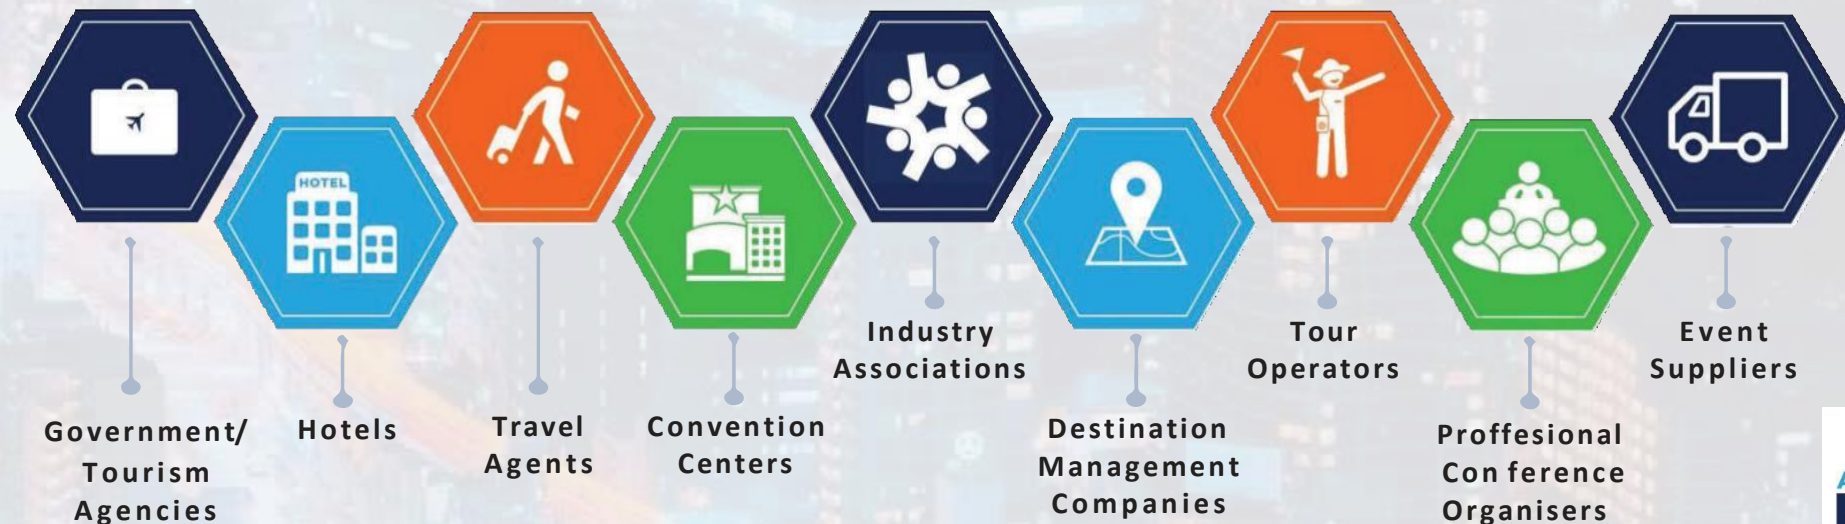 HOTEL
Government/
Tourism
Agencies
Hotels
Travel
Agents
Convention
Centers
Industry
Associations
Destination
Management
Companies
Tour
Operators
Proffesional
Con ference
Organisers
Event
Suppliers